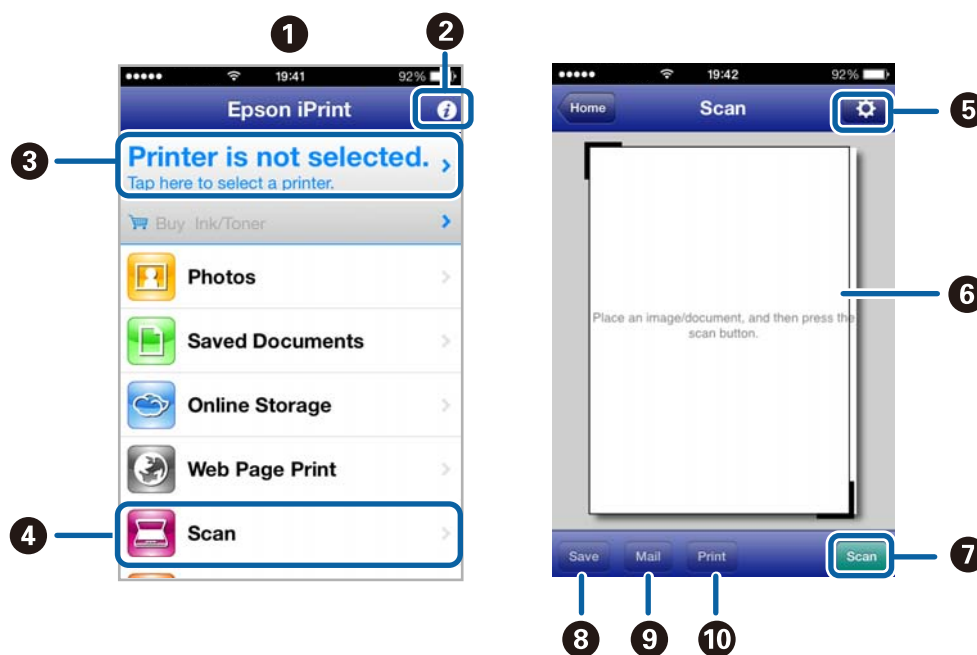 1
2
19:41
92%
Epson iPrint
i
3
Printer is not selected.
Tap here to select a printer.
Buy Ink/Toner
Photos
Saved Documents
Online Storage
Web Page Print
4
Scan
19:42
92%
Home
Scan
5
6
Place an image/document, and then press the
scan button.
Save
Mail
Print
Scan
7
8
9
10